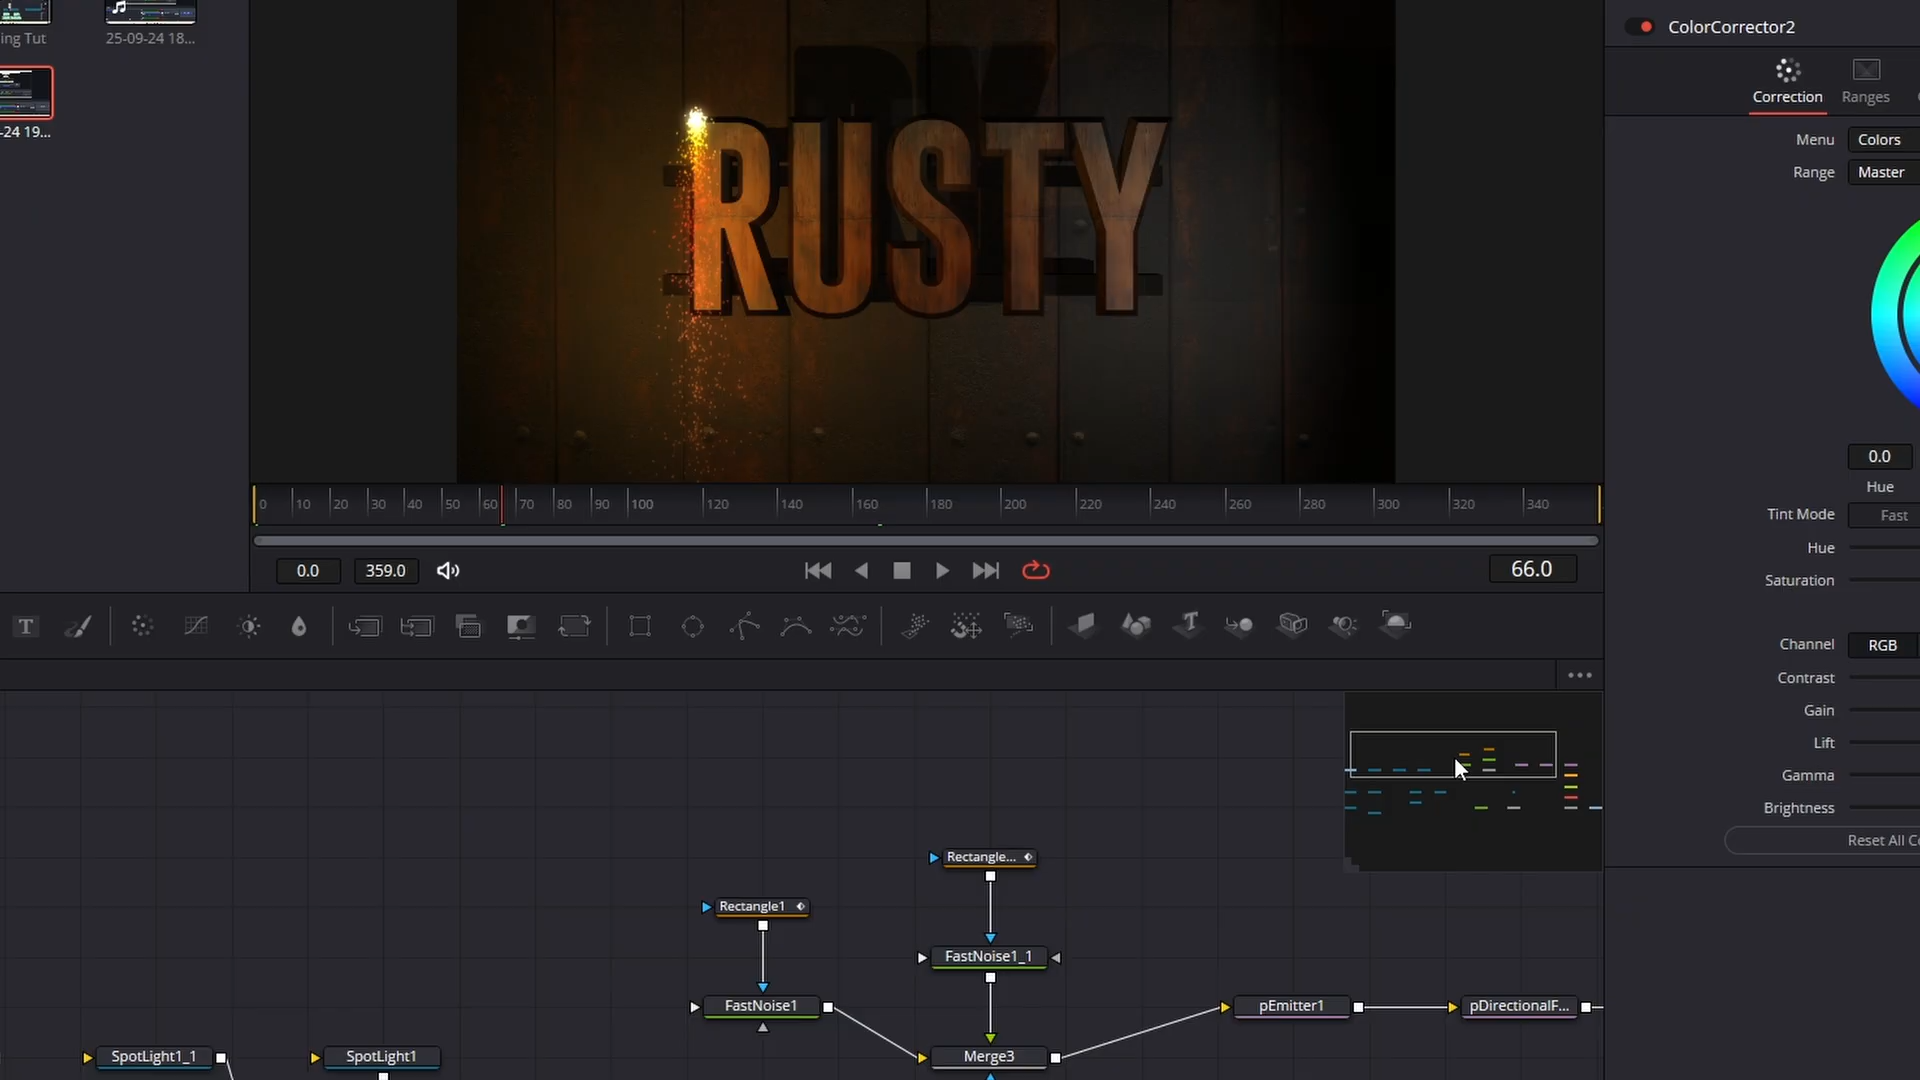 ing Tut
25-09-24 18...
-24 19...
RUSTY
0 10 20 30 40 50 60 70 80 90 100 120 140 160 180 200 220 240 260 280 300 320 340
0.0
359.0
66.0
T
T
Rectangle...
Rectangle1
FastNoise1_1
FastNoise1
pEmitter1
pDirectionalF...
SpotLight1_1
SpotLight1
Merge3
ColorCorrector2
Correction
Ranges
Menu
Colors
Range
Master
0.0
Hue
Tint Mode
Fast
Hue
Saturation
Channel
RGB
Contrast
Gain
Lift
Gamma
Brightness
Reset All Co